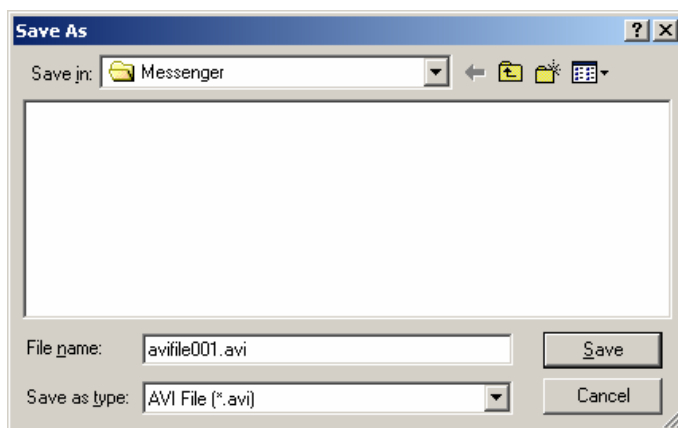 Save As
Save in: Messenger
File name: avifile001.avi
Save
Save as type: AVI File (*.avi)
Cancel